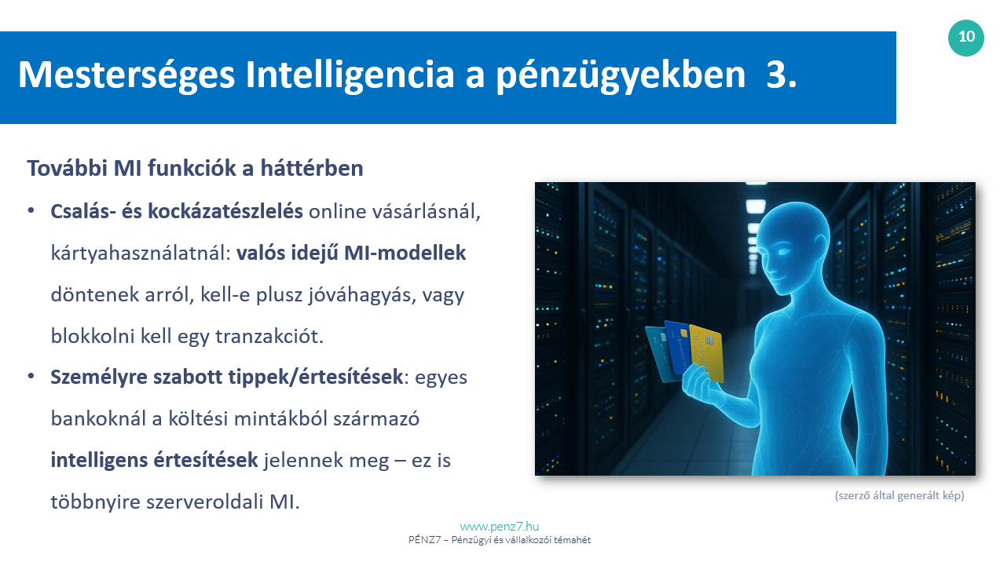 10
Mesterséges Intelligencia a pénzügyekben 3.
További MI funkciók a háttérben
• Csalás- és kockázatészlelés online vásárlásnál,
kártyahasználatnál: valós idejű MI-modellek
döntenek arról, kell-e plusz jóváhagyás, vagy
blokkolni kell egy tranzakciót.
• Személyre szabott tippek/értesítések: egyes
bankoknál a költési mintákból származó
intelligens értesítések jelennek meg – ez is
többnyire szerveroldali MI.
(szerző által generált kép)
www.penz7.hu
PÉNZ7 – Pénzügyi és vállalkozói témahét